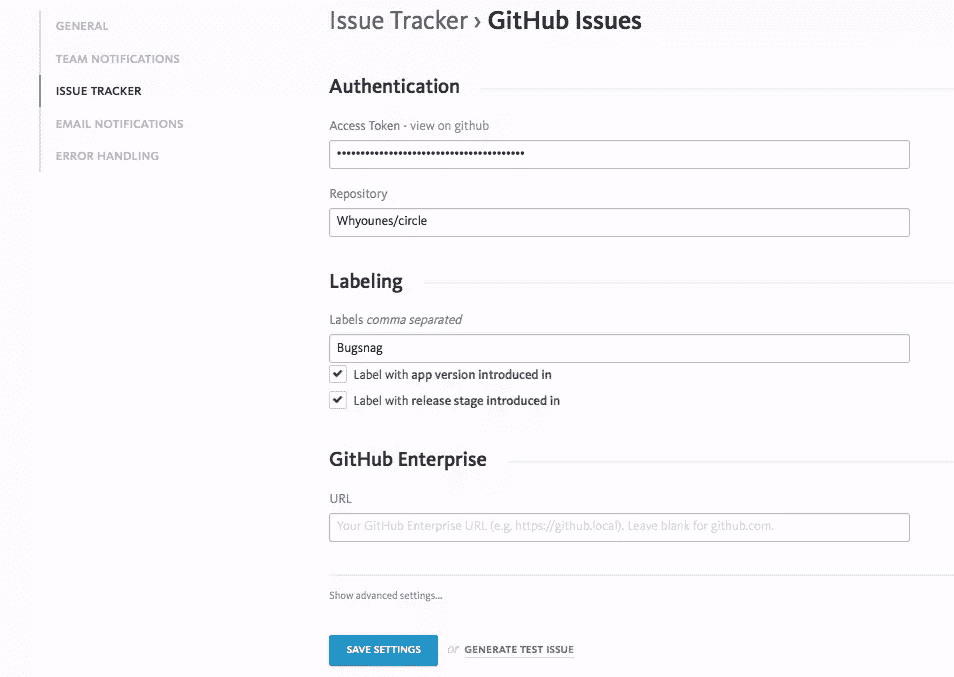 GENERAL
TEAM NOTIFICATIONS
ISSUE TRACKER
EMAIL NOTIFICATIONS
ERROR HANDLING
Issue Tracker › GitHub Issues
Authentication
Access Token - view on github
••••••••••••••••••••••••••••••••••••••••
Repository
Whyounes/circle
Labeling
Labels comma separated
Bugsnag
Label with app version introduced in
Label with release stage introduced in
GitHub Enterprise
URL
Your GitHub Enterprise URL (e.g. https://github.local). Leave blank for github.com.
Show advanced settings...
SAVE SETTINGS or GENERATE TEST ISSUE